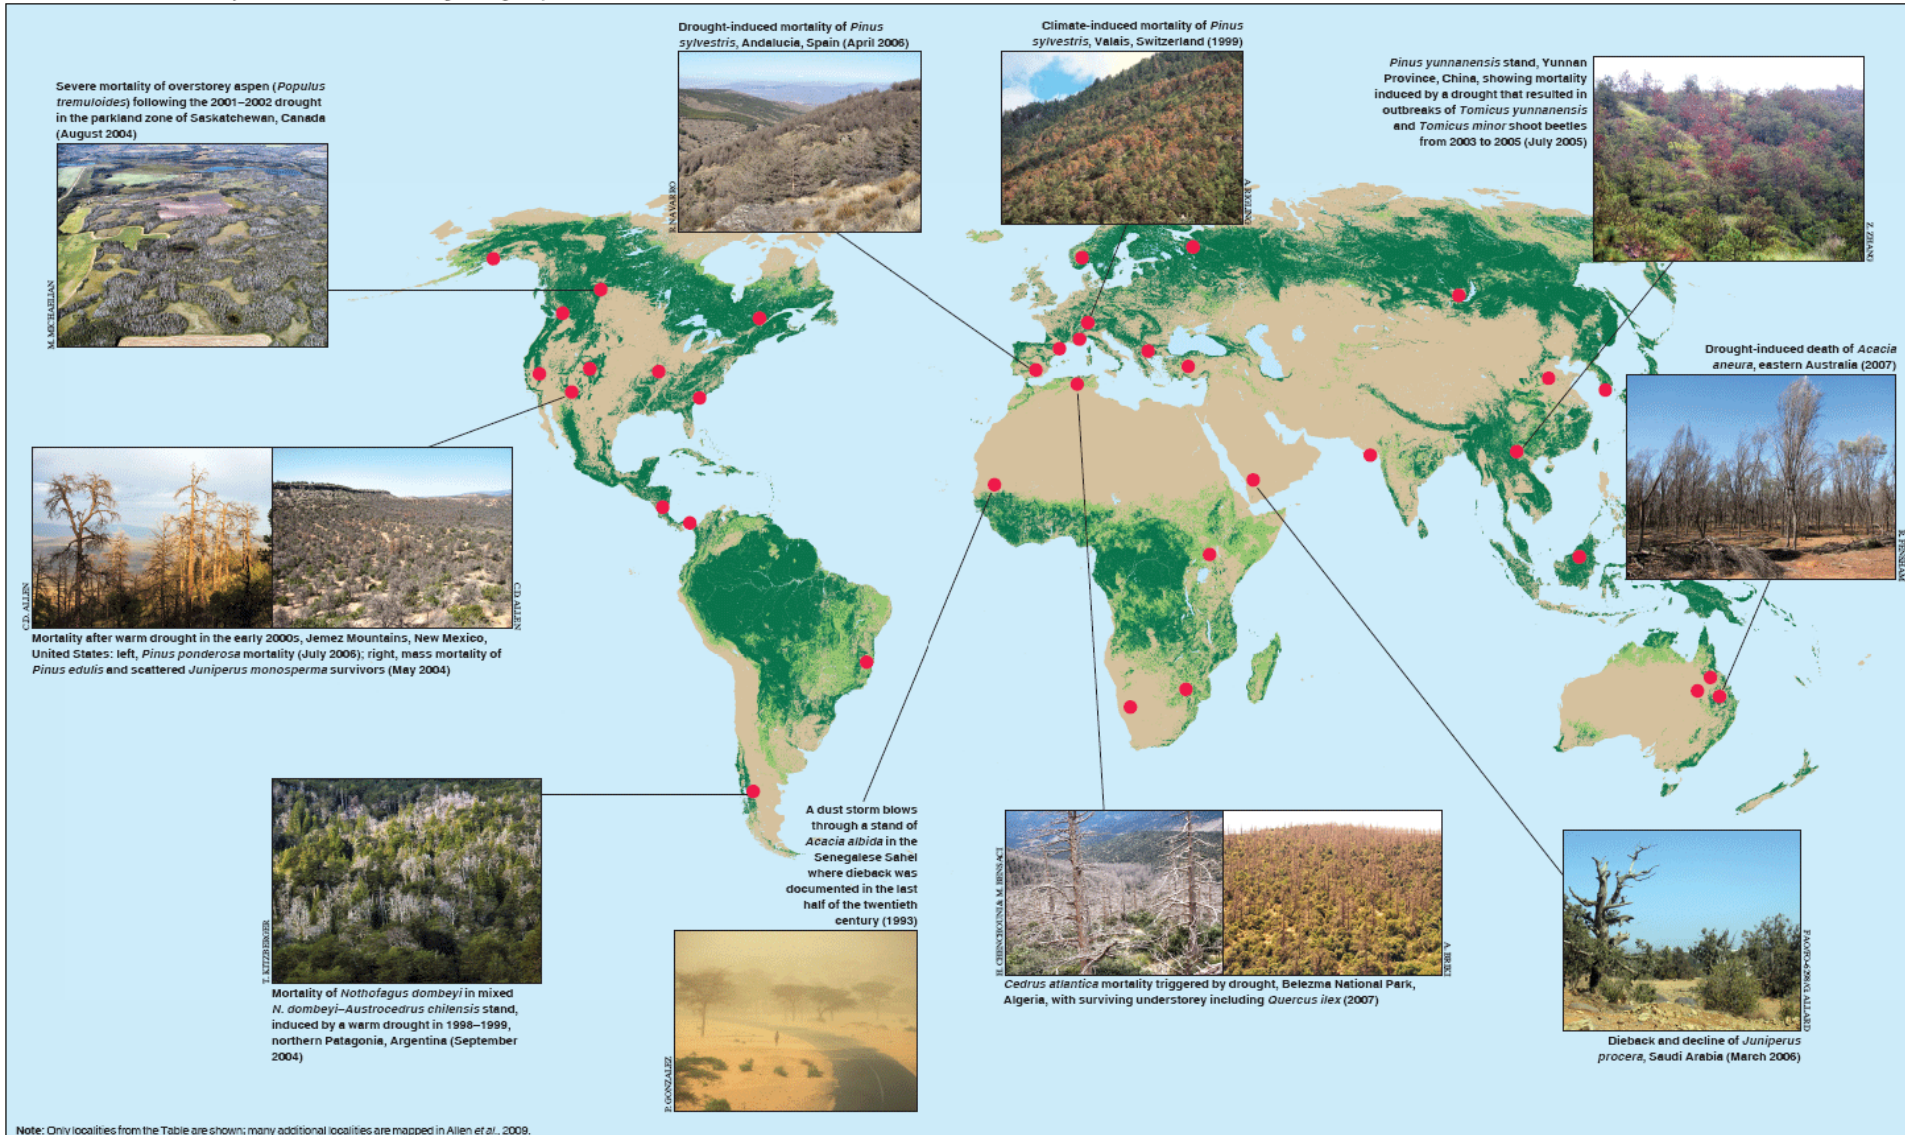 Drought-induced mortality of Pinus
sylvestris, Andalucia, Spain (April 2006)
Climate-induced mortality of Pinus
sylvestris, Valais, Switzerland (1999)
Pinus yunnanensis stand, Yunnan
Province, China, showing mortality
induced by a drought that resulted in
outbreaks of Tomicus yunnanensis
and Tomicus minor shoot beetles
from 2003 to 2005 (July 2005)
Z. ZHANG
Severe mortality of overstorey aspen (Populus
tremuloides) following the 2001–2002 drought
in the parkland zone of Saskatchewan, Canada
(August 2004)
M. MICHAELIAN
NAVARRO
A. RIGLING
Drought-induced death of Acacia
aneura, eastern Australia (2007)
R. FENSHAM
C.D. ALLEN
C.D. ALLEN
Mortality after warm drought in the early 2000s, Jemez Mountains, New Mexico,
United States: left, Pinus ponderosa mortality (July 2006); right, mass mortality of
Pinus edulis and scattered Juniperus monosperma survivors (May 2004)
T. KITZBERGER
Mortality of Nothofagus dombeyi in mixed
N. dombeyi–Austrocedrus chilensis stand,
induced by a warm drought in 1998–1999,
northern Patagonia, Argentina (September
2004)
A dust storm blows
through a stand of
Acacia albida in the
Senegalese Sahel
where dieback was
documented in the last
half of the twentieth
century (1993)
P. GONZALEZ
H. CHENCHOUNI & M. BENSACI
A. BRIKI
Cedrus atlantica mortality triggered by drought, Belezma National Park,
Algeria, with surviving understorey including Quercus ilex (2007)
ALLARD
Dieback and decline of Juniperus
procera, Saudi Arabia (March 2006)
Note: Only localities from the Table are shown; many additional localities are mapped in Allen et al., 2009.